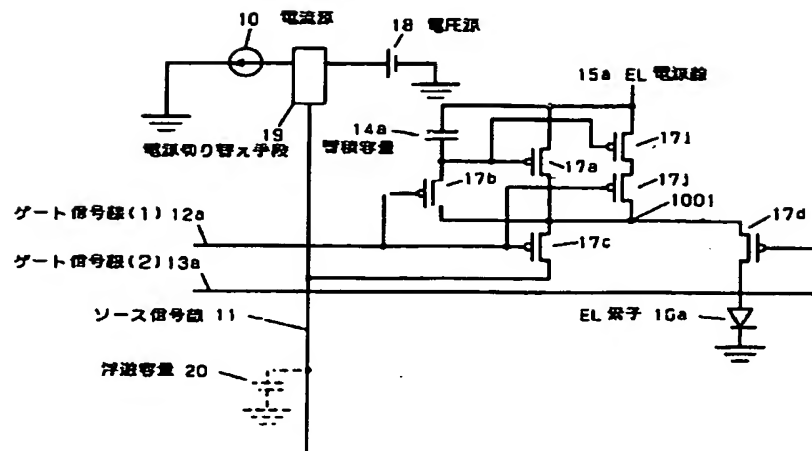 10 電流源
18 電圧源
15a EL 電源線
19
電源切り替え手段
14a
蓄積容量
17i
17a
17b
17j
1001
17d
ゲート信号線(1) 12a
17c
ゲート信号線(2) 13a
ソース信号線 11
EL 素子 16a
浮遊容量 20